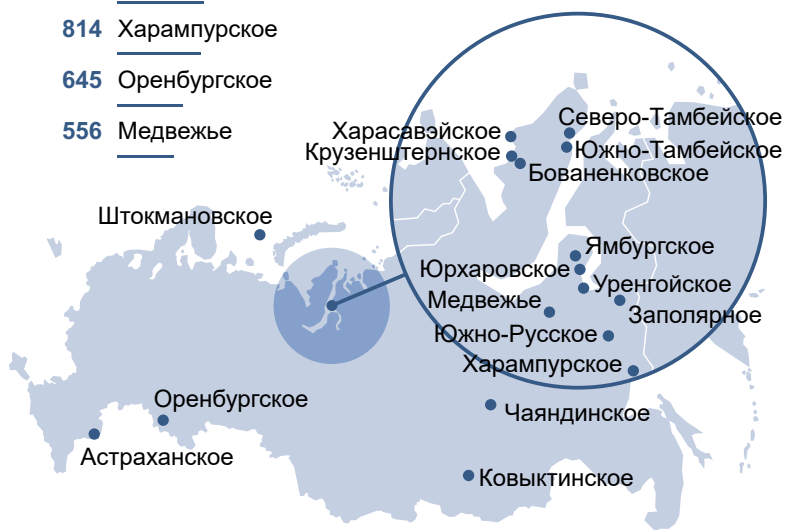 814 Харампурское
645 Оренбургское
556 Медвежье
Северо-Тамбейское
Харасавэйское
Крузенштернское
Южно-Тамбейское
Бованенковское
Штокмановское
Ямбургское
Юрхаровское
Уренгойское
Медвежье
Заполярное
Южно-Русское
Харампурское
Оренбургское
Чаяндинское
Астраханское
Ковыктинское